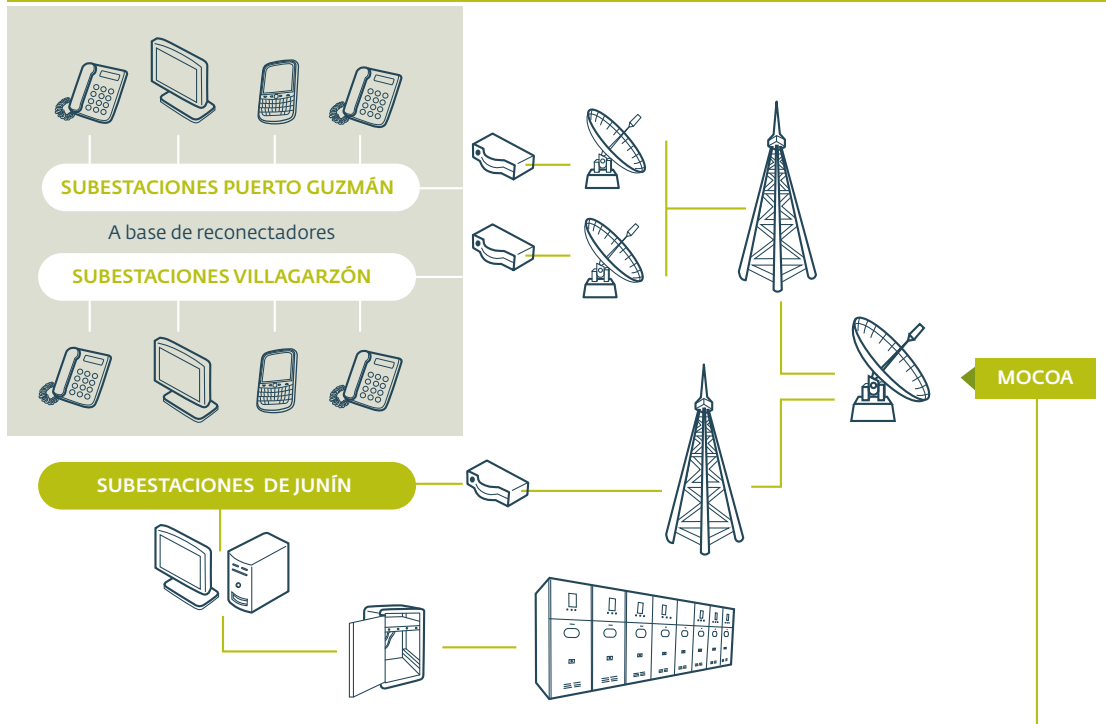 SUBESTACIONES PUERTO GUZMÁN
A base de reconectadores
SUBESTACIONES VILLAGARZÓN
MOCOA
SUBESTACIONES DE JUNÍN